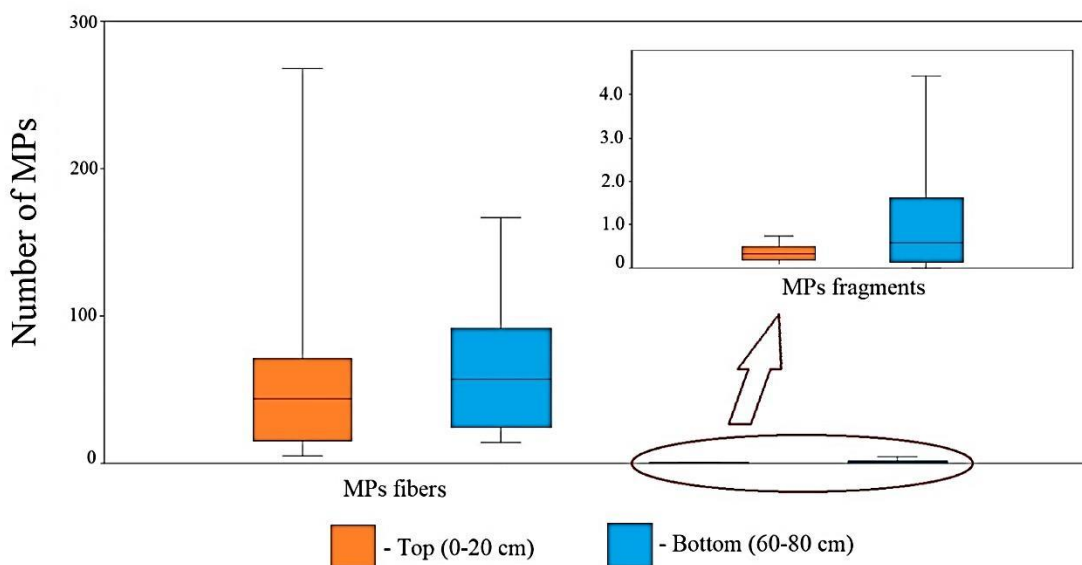 Number of MPs
300
200
100
0
4.0
3.0
2.0
1.0
0
MPs fragments
MPs fibers
- Top (0-20 cm)
- Bottom (60-80 cm)